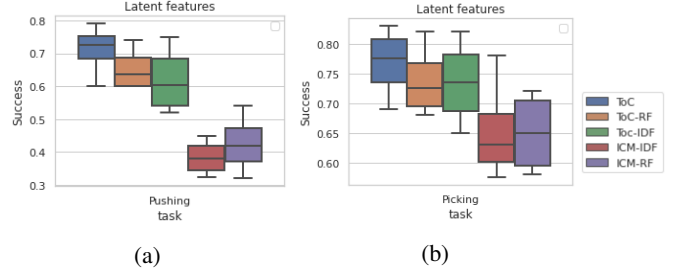 Latent features
0.8
0.7
0.6
0.5
0.4
0.3
Success
Pushing
task
(a)
Latent features
0.80
0.75
0.70
0.65
0.60
Success
Picking
task
(b)
ToC
ToC-RF
Toc-IDF
ICM-IDF
ICM-RF